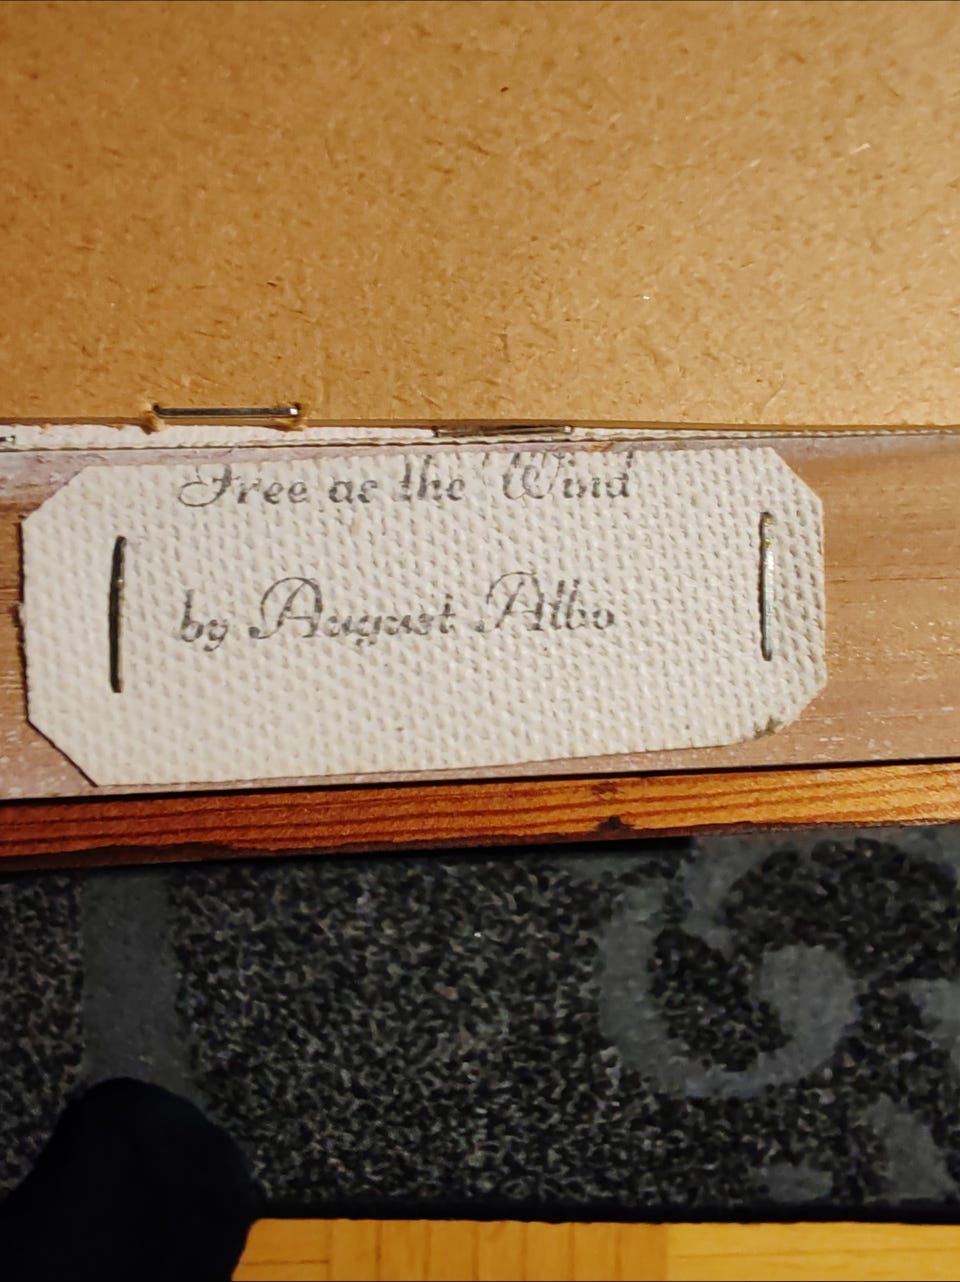 Free as the Wind
by August Albo